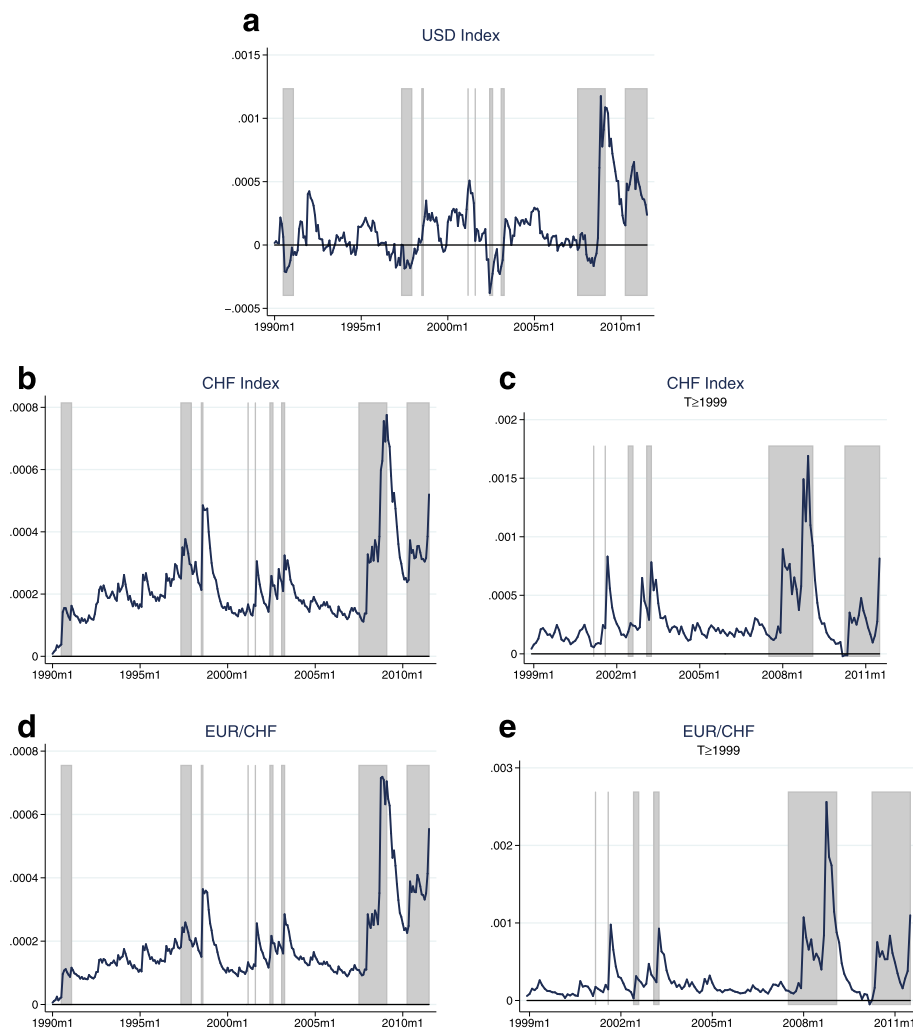 a
USD Index
.0015
.001
.0005
0
−.0005
1990m1 1995m1 2000m1 2005m1 2010m1
b
CHF Index
.0008
.0006
.0004
.0002
0
1990m1 1995m1 2000m1 2005m1 2010m1
c
CHF Index
T≥1999
.002
.0015
.001
.0005
0
1999m1 2002m1 2005m1 2008m1 2011m1
d
EUR/CHF
.0008
.0006
.0004
.0002
0
1990m1 1995m1 2000m1 2005m1 2010m1
e
EUR/CHF
T≥1999
.003
.002
.001
0
1999m1 2002m1 2005m1 2008m1 2011m1